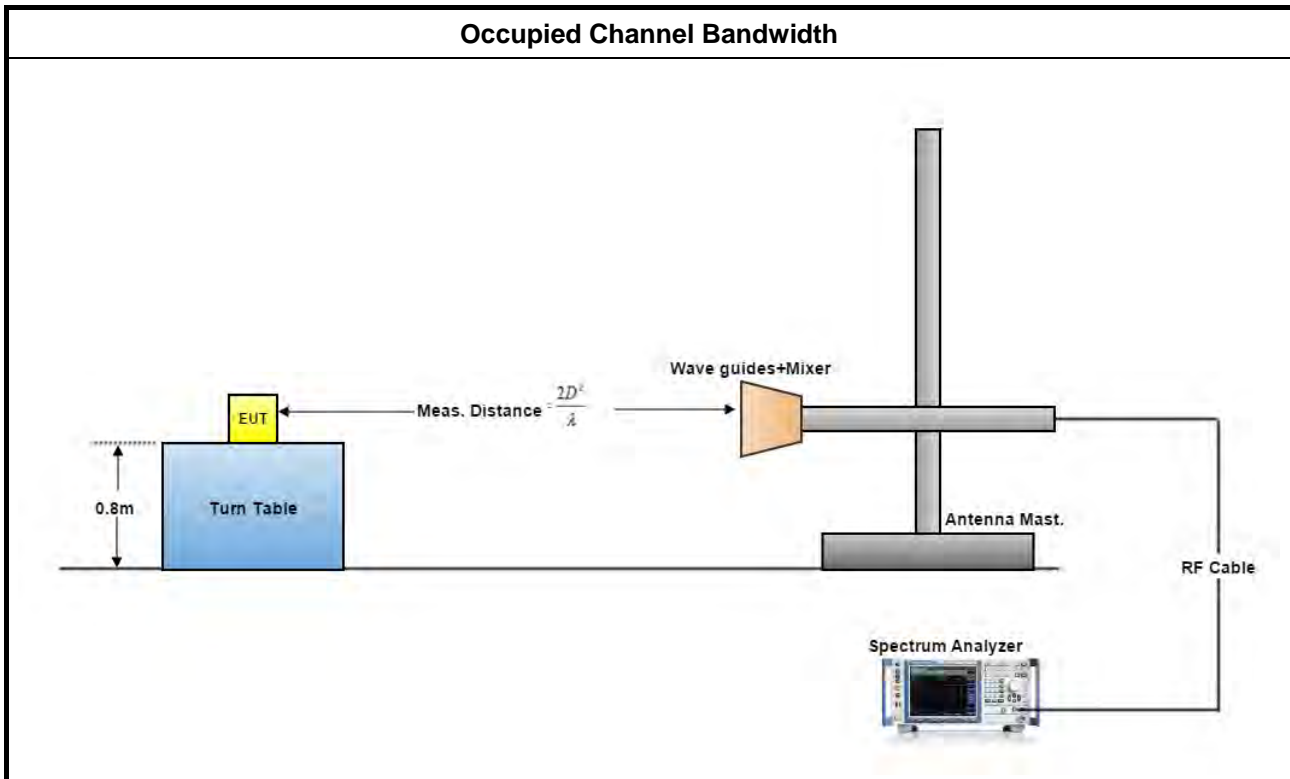 Occupied Channel Bandwidth
Wave guides+Mixer
EUT
Meas. Distance = 2D²/λ
0.8m
Turn Table
Antenna Mast.
RF Cable
Spectrum Analyzer